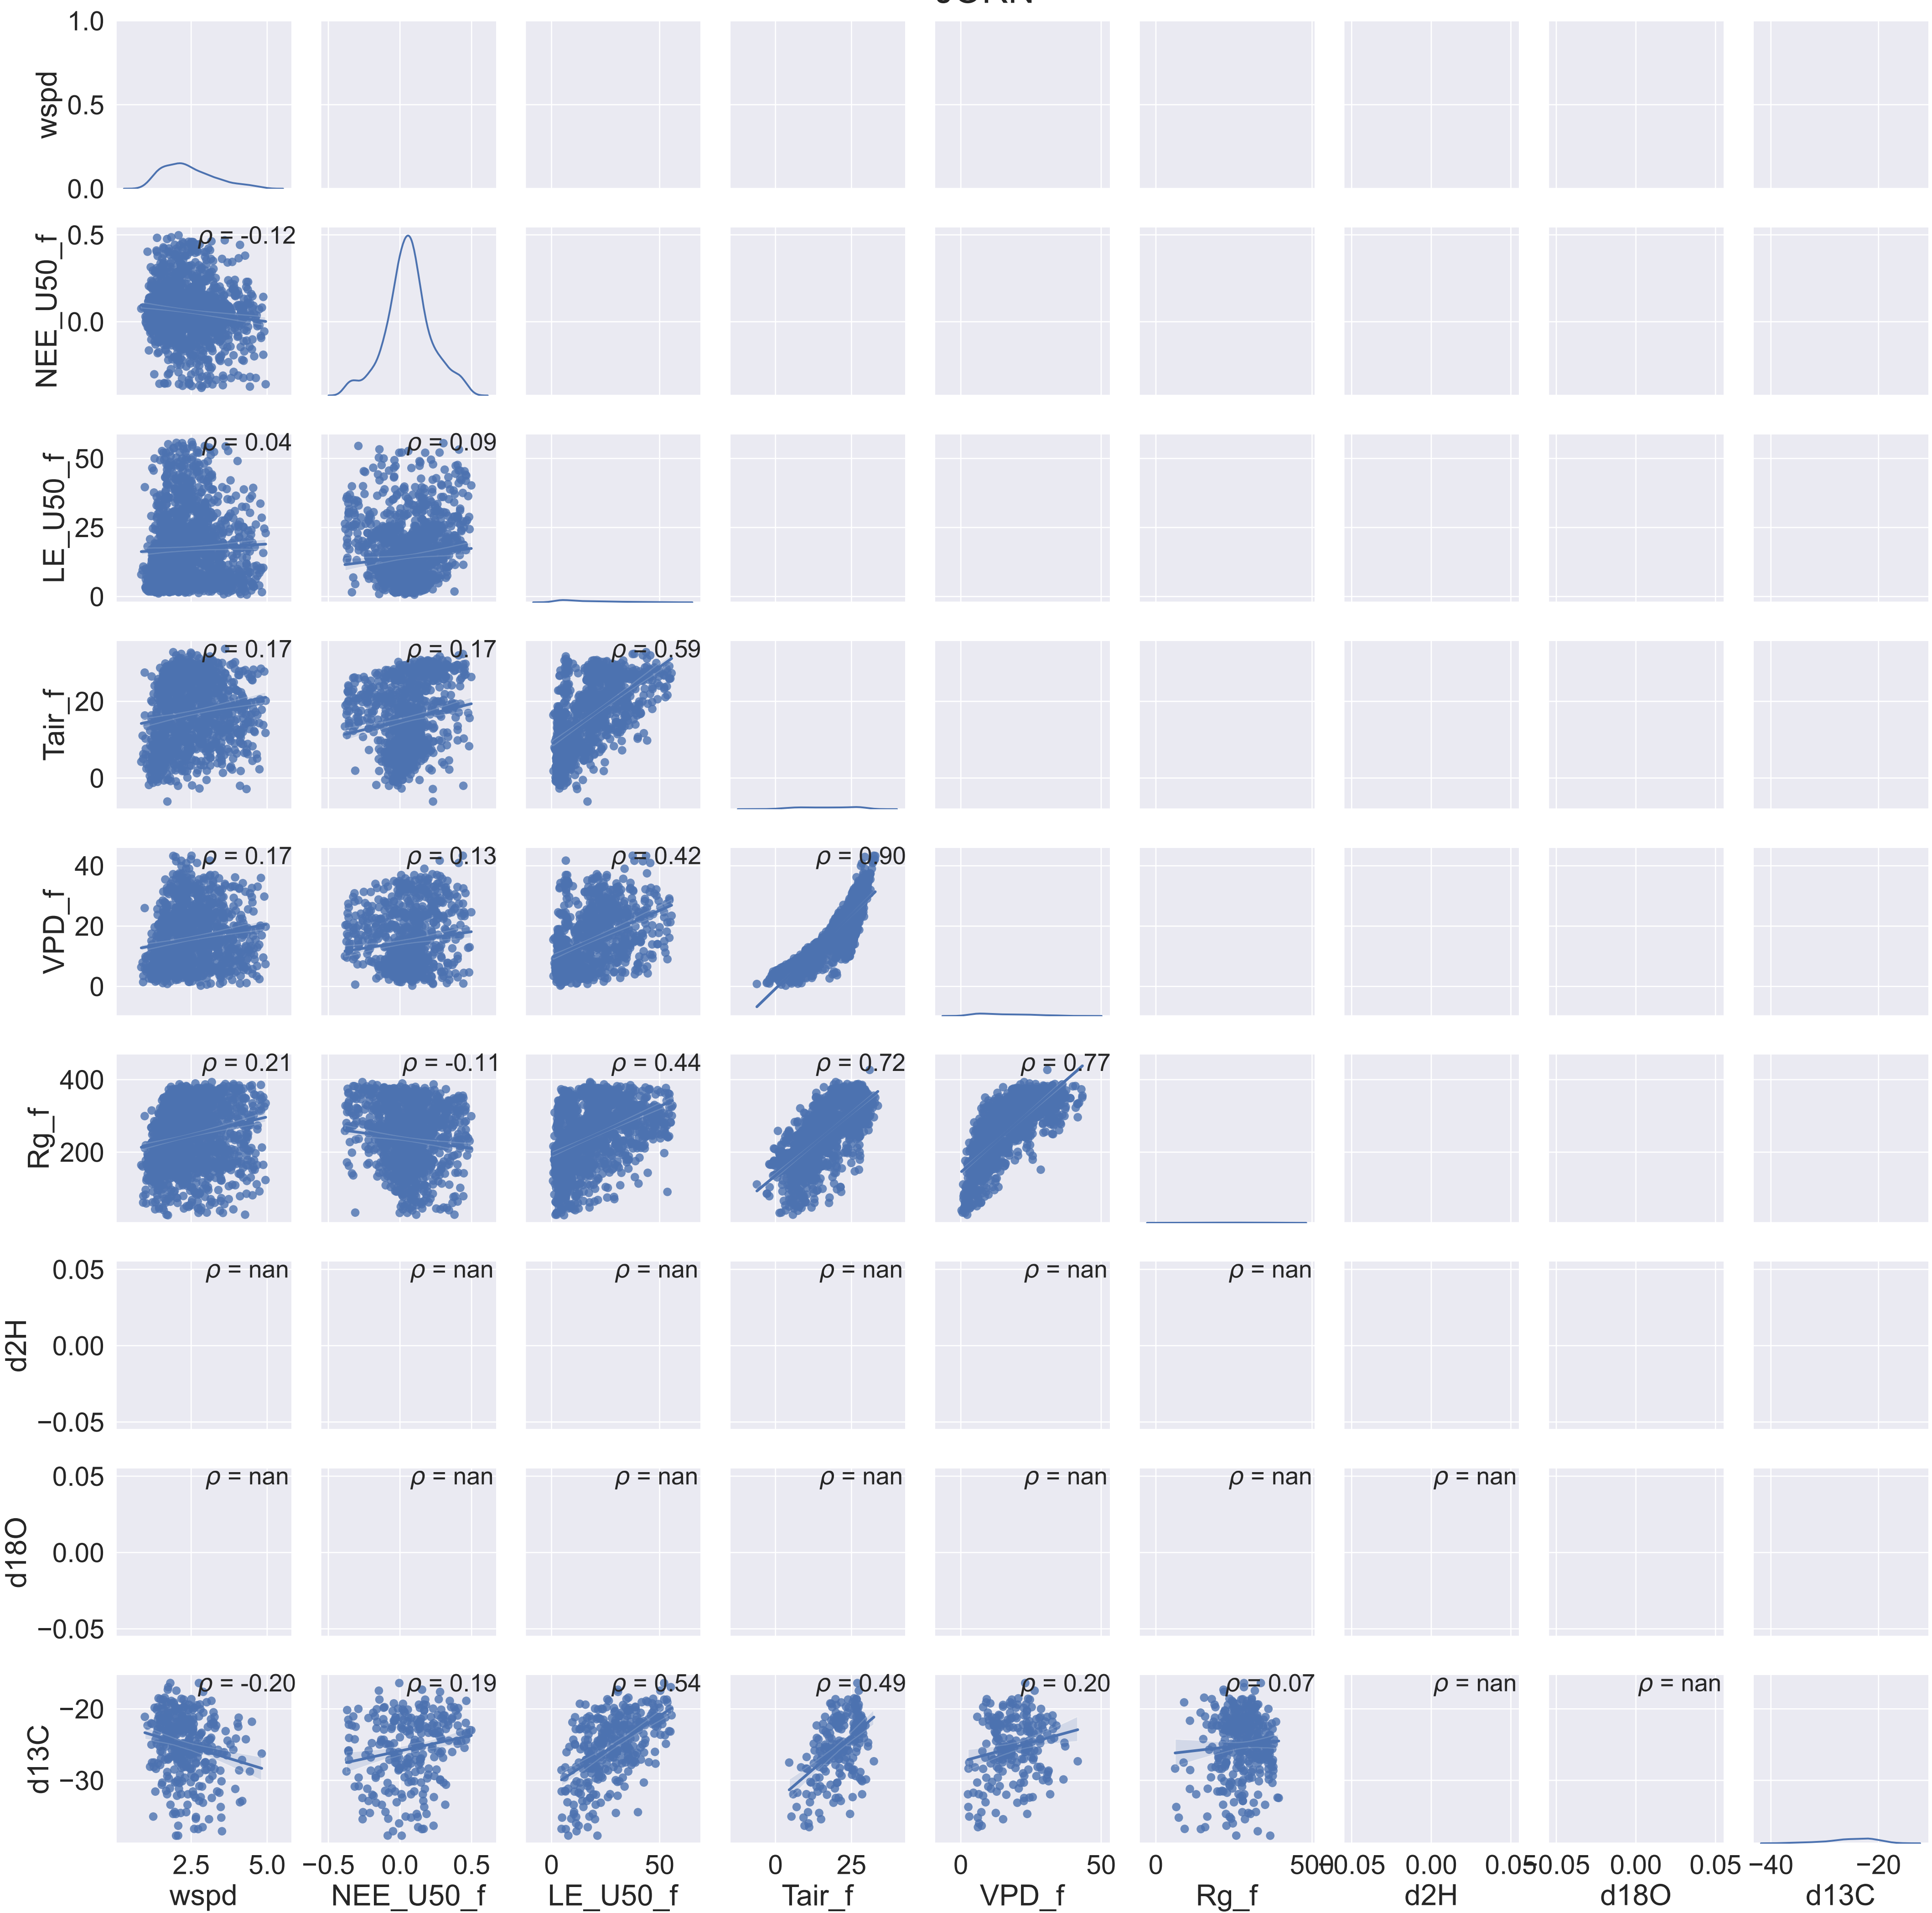 1.0
0.5
0.0
wspd
ρ = -0.12
0.5
0.0
NEE_U50_f
ρ = 0.04 ρ = 0.09
50
25
0
LE_U50_f
ρ = 0.17 ρ = 0.17 ρ = 0.59
20
0
Tair_f
ρ = 0.17 ρ = 0.13 ρ = 0.42 ρ = 0.90
40
20
0
VPD_f
ρ = 0.21 ρ = -0.11 ρ = 0.44 ρ = 0.72 ρ = 0.77
400
200
Rg_f
ρ = nan ρ = nan ρ = nan ρ = nan ρ = nan ρ = nan
0.05
0.00
−0.05
d2H
ρ = nan ρ = nan ρ = nan ρ = nan ρ = nan ρ = nan ρ = nan
0.05
0.00
−0.05
d18O
ρ = -0.20 ρ = 0.19 ρ = 0.54 ρ = 0.49 ρ = 0.20 ρ = 0.07 ρ = nan ρ = nan
−20
−30
d13C
2.5 5.0 −0.5 0.0 0.5 0 50 0 25 0 50 0 500 −0.05 0.00 0.05 −0.05 0.00 0.05 −40 −20
wspd NEE_U50_f LE_U50_f Tair_f VPD_f Rg_f d2H d18O d13C